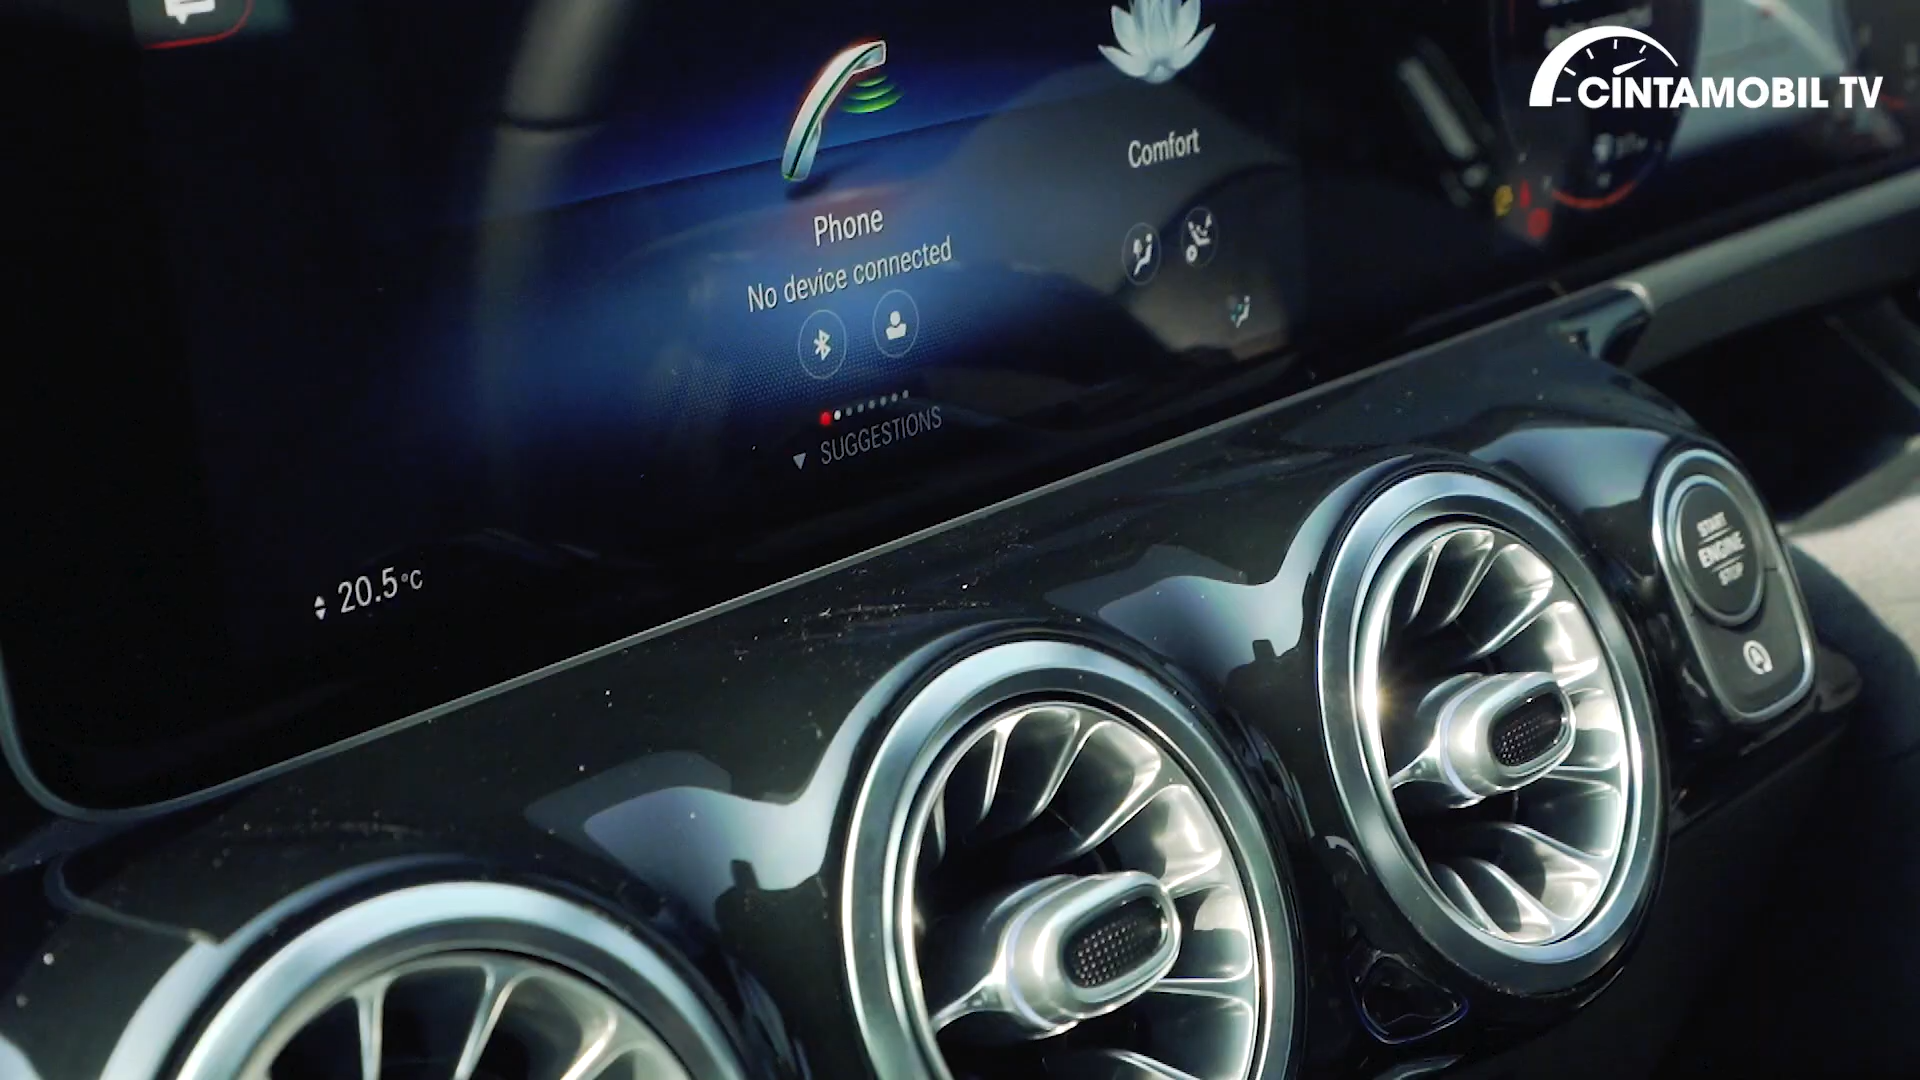 CINTAMOBIL TV
Comfort
Phone
No device connected
SUGGESTIONS
20.5°C
START
ENGINE
STOP
A